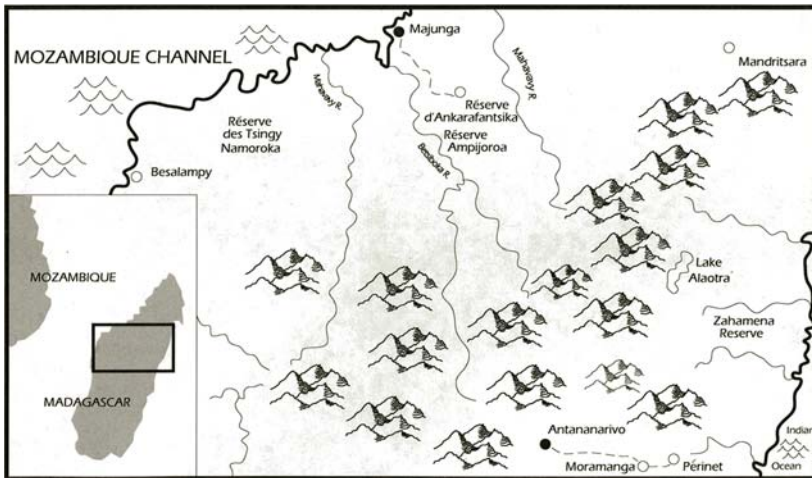 MOZAMBIQUE CHANNEL
Majunga
Mahavavy R.
Mandritsara
Mahavavy R.
Réserve
d'Ankarafantsika
Réserve
Ampijoroa
Réserve
des Tsingy
Namoroka
Betsiboka R.
Besalampy
MOZAMBIQUE
MADAGASCAR
Lake
Alaotra
Zahamena
Reserve
Antananarivo
Moramanga
Périnet
Indian
Ocean